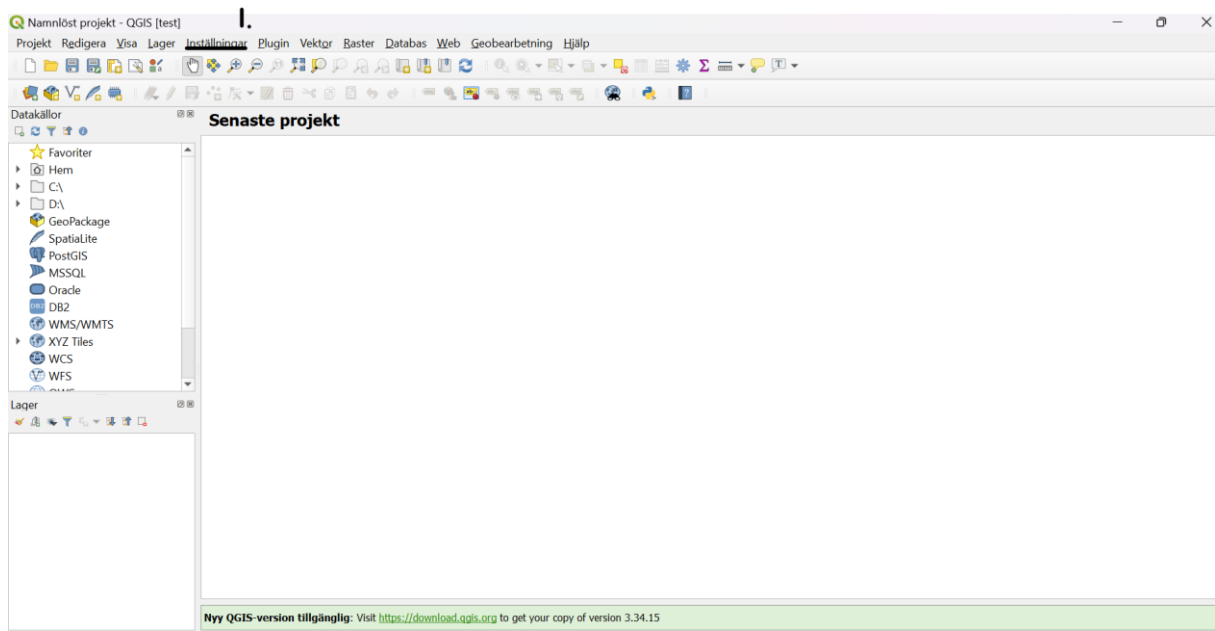 Namnlöst projekt - QGIS [test]
I.
Projekt Redigera Visa Lager Inställningar Plugin Vektor Raster Databas Web Geobearbetning Hjälp
Datakällor
Senaste projekt
Favoriter
Hem
C:\
D:\
GeoPackage
SpatiaLite
PostGIS
MSSQL
Oracle
DB2
WMS/WMTS
XYZ Tiles
WCS
WFS
Lager
Nyy QGIS-version tillgänglig: Visit https://download.qgis.org to get your copy of version 3.34.15